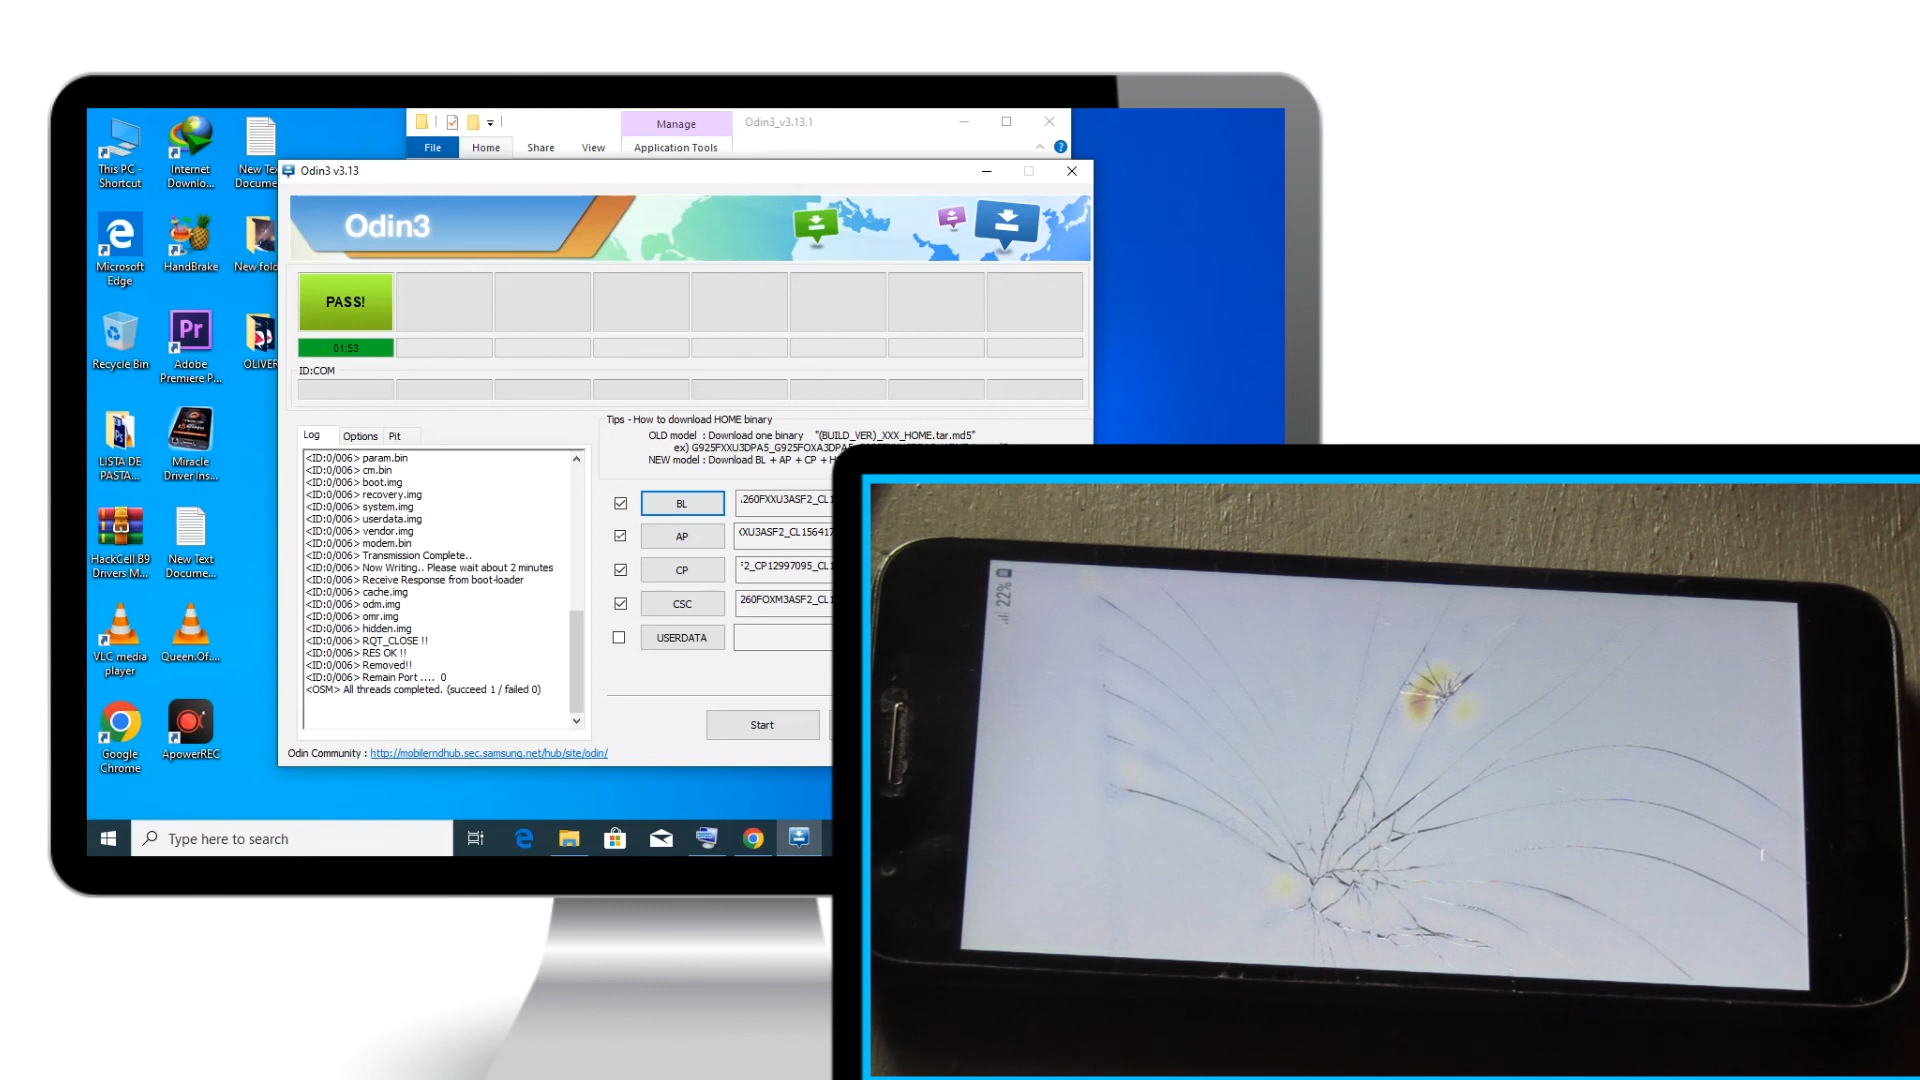 This PC -
Shortcut
Internet
Downlo...
New Tex
Docume
Microsoft
Edge
HandBrake
New fold
Recycle Bin
Adobe
Premiere P...
OLIVER
LISTA DE
PASTA...
Miracle
Driver ins...
HackCell B9
Drivers M...
New Text
Docume...
VLC media
player
Queen.Of....
Google
Chrome
ApowerREC
Manage
Odin3_v3.13.1
File
Home
Share
View
Application Tools
Odin3 v3.13
Odin3
PASS!
01:53
ID:COM
Log
Options
Pit
<ID:0/006> param.bin
<ID:0/006> cm.bin
<ID:0/006> boot.img
<ID:0/006> recovery.img
<ID:0/006> system.img
<ID:0/006> userdata.img
<ID:0/006> vendor.img
<ID:0/006> modem.bin
<ID:0/006> Transmission Complete..
<ID:0/006> Now Writing.. Please wait about 2 minutes
<ID:0/006> Receive Response from boot-loader
<ID:0/006> cache.img
<ID:0/006> odm.img
<ID:0/006> omr.img
<ID:0/006> hidden.img
<ID:0/006> RQT_CLOSE !!
<ID:0/006> RES OK !!
<ID:0/006> Removed!!
<ID:0/006> Remain Port .... 0
<OSM> All threads completed. (succeed 1 / failed 0)
Tips - How to download HOME binary
OLD model : Download one binary "(BUILD_VER)_XXX_HOME.tar.md5"
ex) G925FXXU3DPA5_G925FOXA3DPA5
NEW model : Download BL + AP + CP + H
BL
260FXXU3ASF2_CL1
AP
XU3ASF2_CL156417
CP
2_CP12997095_CL1
CSC
260FOXM3ASF2_CL1
USERDATA
Start
Odin Community : http://mobilerndhub.sec.samsung.net/hub/site/odin/
Type here to search
22%